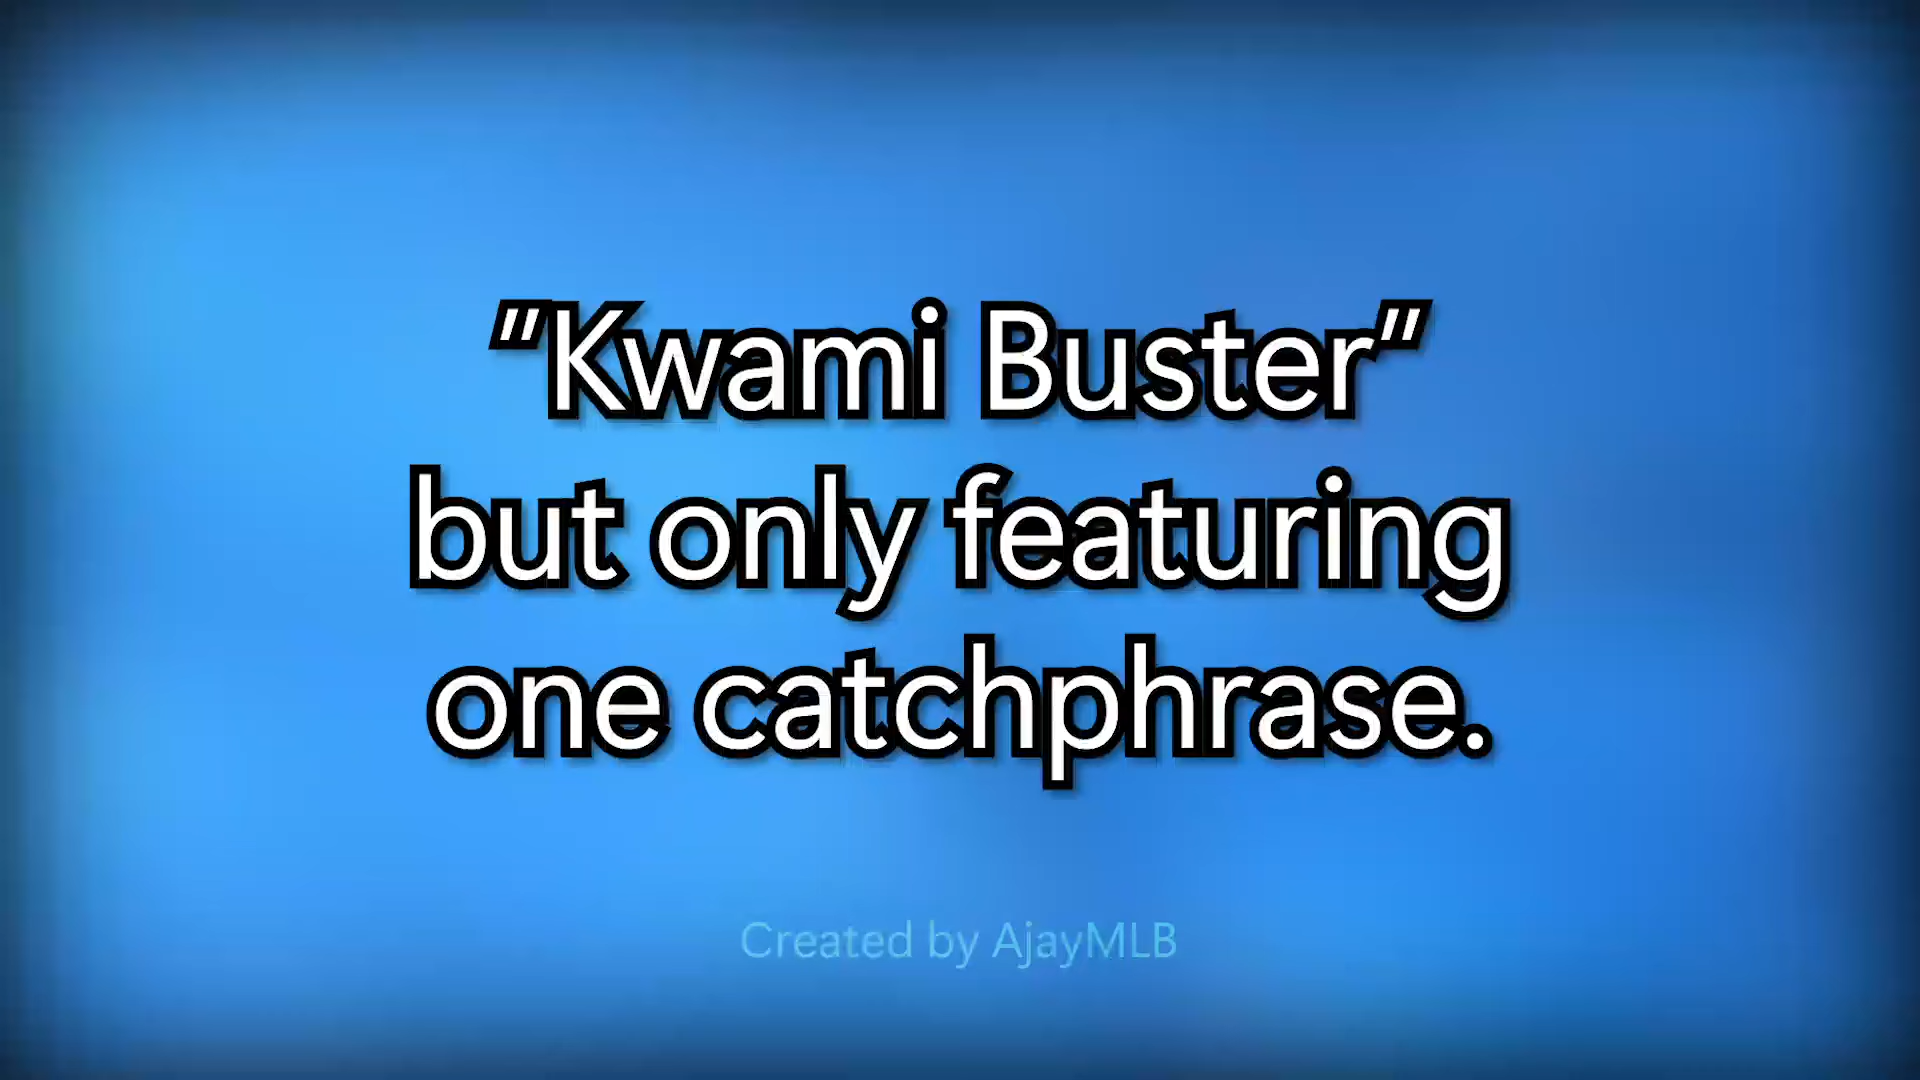 "Kwami Buster"
but only featuring
one catchphrase.
Created by AjayMLB